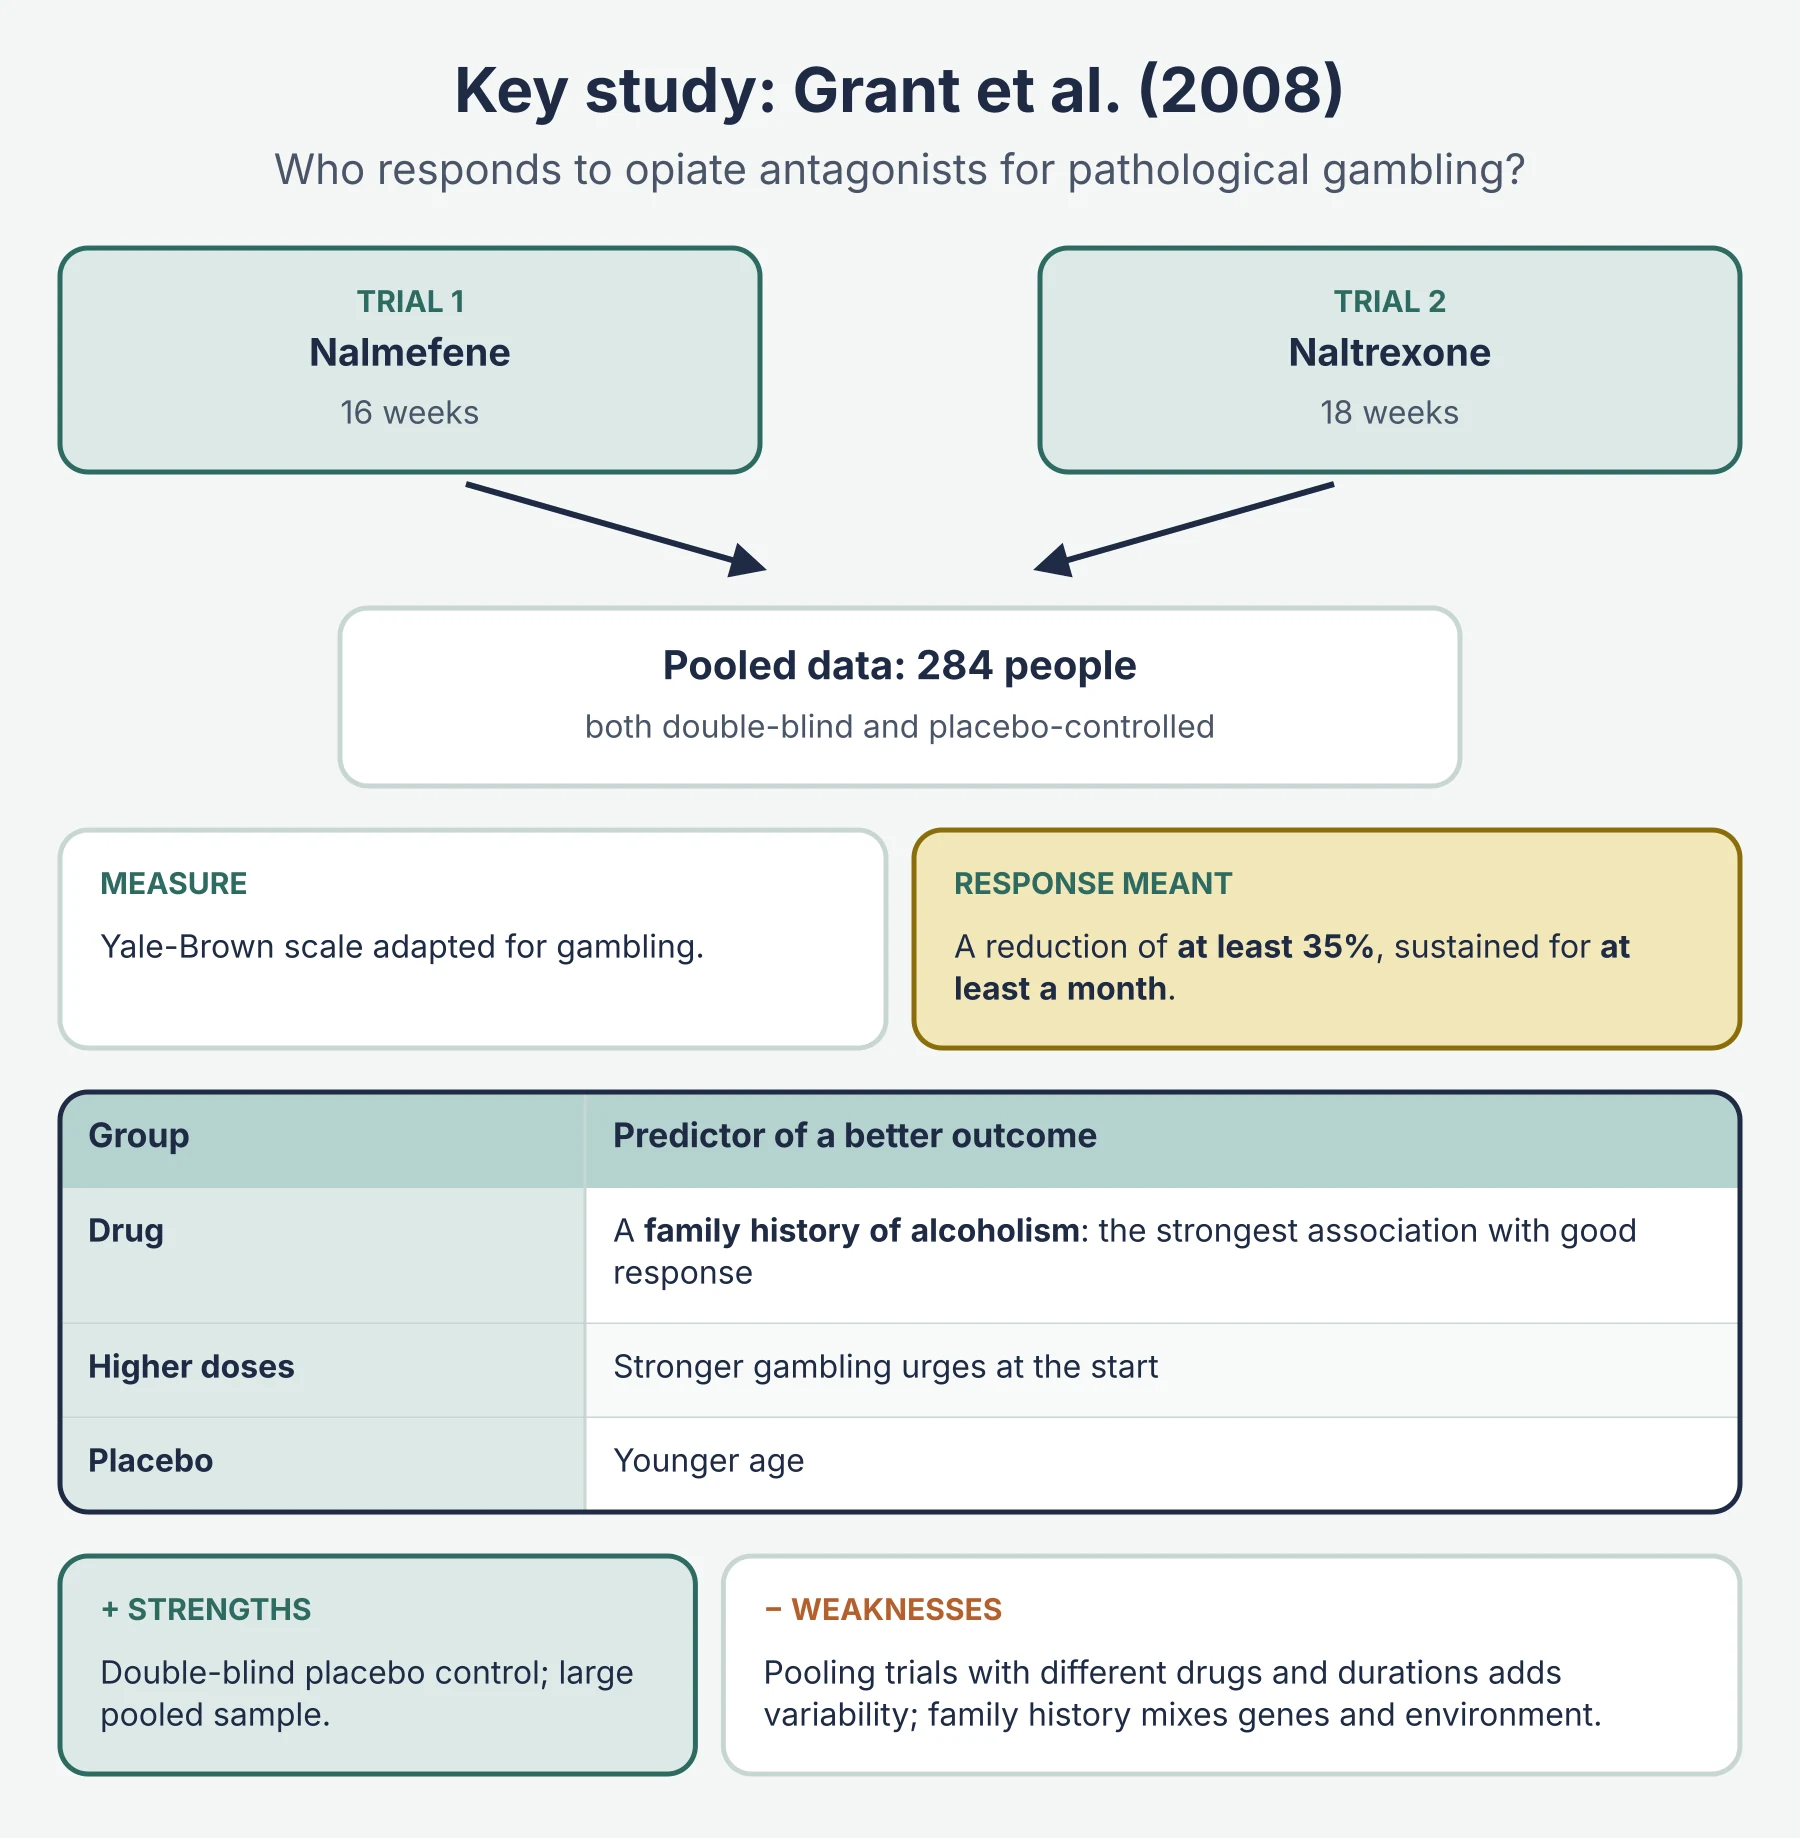 Key study: Grant et al. (2008)
Who responds to opiate antagonists for pathological gambling?
TRIAL 1
Nalmefene
16 weeks
TRIAL 2
Naltrexone
18 weeks
Pooled data: 284 people
both double-blind and placebo-controlled
MEASURE
Yale-Brown scale adapted for gambling.
RESPONSE MEANT
A reduction of at least 35%, sustained for at
least a month.
Group
Predictor of a better outcome
Drug
A family history of alcoholism: the strongest association with good
response
Higher doses
Stronger gambling urges at the start
Placebo
Younger age
+ STRENGTHS
Double-blind placebo control; large
pooled sample.
− WEAKNESSES
Pooling trials with different drugs and durations adds
variability; family history mixes genes and environment.